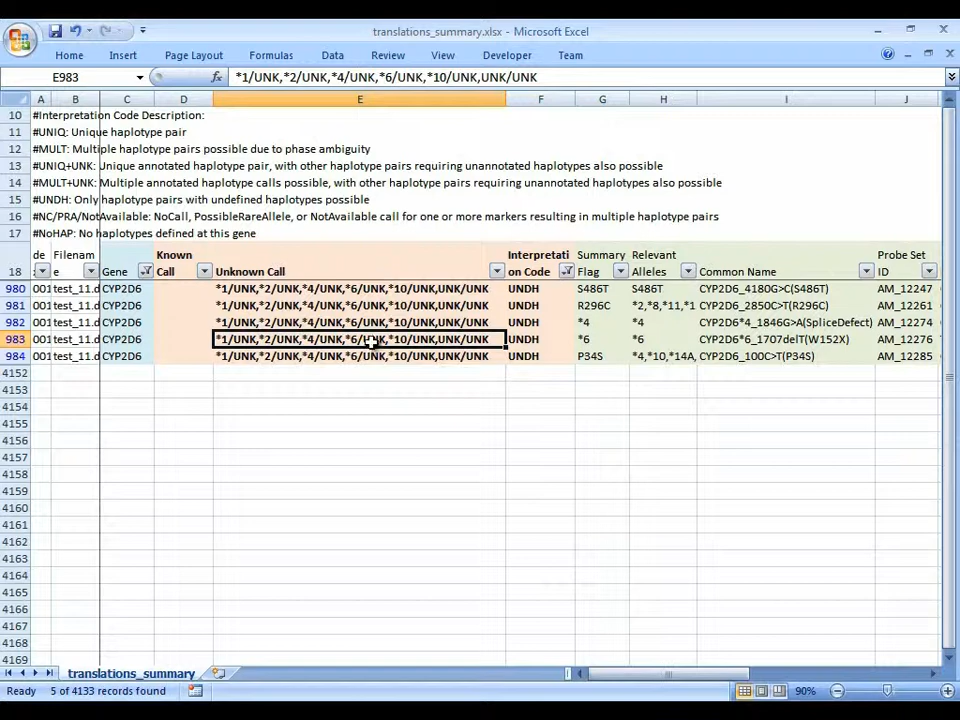 translations_summary.xlsx - Microsoft Excel
Home Insert Page Layout Formulas Data Review View Developer Team
E983 fx *1/UNK,*2/UNK,*4/UNK,*6/UNK,*10/UNK,UNK/UNK
A B C D E F G H I J
10 #Interpretation Code Description:
11 #UNIQ: Unique haplotype pair
12 #MULT: Multiple haplotype pairs possible due to phase ambiguity
13 #UNIQ+UNK: Unique annotated haplotype pair, with other haplotype pairs requiring unannotated haplotypes also possible
14 #MULT+UNK: Multiple annotated haplotype calls possible, with other haplotype pairs requiring unannotated haplotypes also possible
15 #UNDH: Only haplotype pairs with undefined haplotypes possible
16 #NC/PRA/NotAvailable: NoCall, PossibleRareAllele, or NotAvailable call for one or more markers resulting in multiple haplotype pairs
17 #NoHAP: No haplotypes defined at this gene
de Filenam Known Interpretati Summary Relevant Probe Set
18 e Gene Call Unknown Call on Code Flag Alleles Common Name ID
980 001 test_11.d CYP2D6 *1/UNK,*2/UNK,*4/UNK,*6/UNK,*10/UNK,UNK/UNK UNDH S486T S486T CYP2D6_4180G>C(S486T) AM_12247
981 001 test_11.d CYP2D6 *1/UNK,*2/UNK,*4/UNK,*6/UNK,*10/UNK,UNK/UNK UNDH R296C *2,*8,*11,*1 CYP2D6_2850C>T(R296C) AM_12261
982 001 test_11.d CYP2D6 *1/UNK,*2/UNK,*4/UNK,*6/UNK,*10/UNK,UNK/UNK UNDH *4 *4 CYP2D6*4_1846G>A(SpliceDefect) AM_12274
983 001 test_11.d CYP2D6 *1/UNK,*2/UNK,*4/UNK,*6/UNK,*10/UNK,UNK/UNK UNDH *6 *6 CYP2D6*6_1707delT(W152X) AM_12276
984 001 test_11.d CYP2D6 *1/UNK,*2/UNK,*4/UNK,*6/UNK,*10/UNK,UNK/UNK UNDH P34S *4,*10,*14A, CYP2D6_100C>T(P34S) AM_12285
4152
4153
4154
4155
4156
4157
4158
4159
4160
4161
4162
4163
4164
4165
4166
4167
4168
4169
translations_summary
Ready 5 of 4133 records found 90%